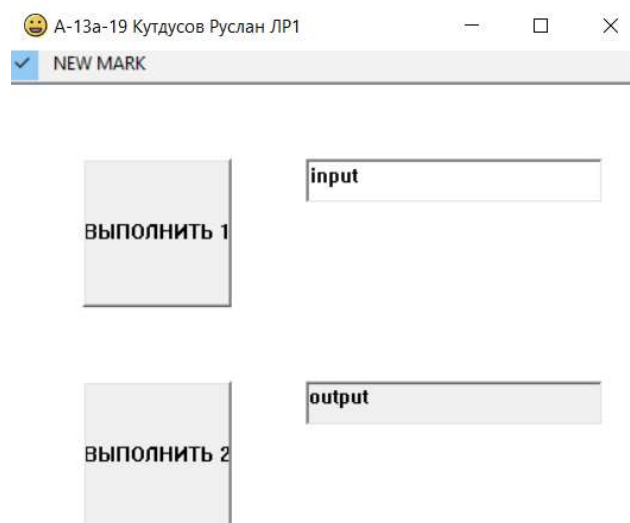 А-13а-19 Кутдусов Руслан ЛР1
NEW MARK
ВЫПОЛНИТЬ 1
input
ВЫПОЛНИТЬ 2
output